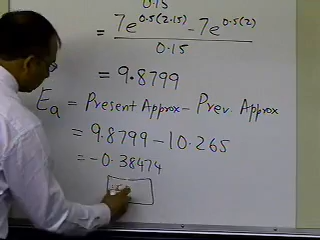 0.15
= 7e^0.5(2.15) - 7e^0.5(2)
0.15
= 9.8799
Ea = Present Approx - Prev. Approx
= 9.8799 - 10.265
= -0.38474